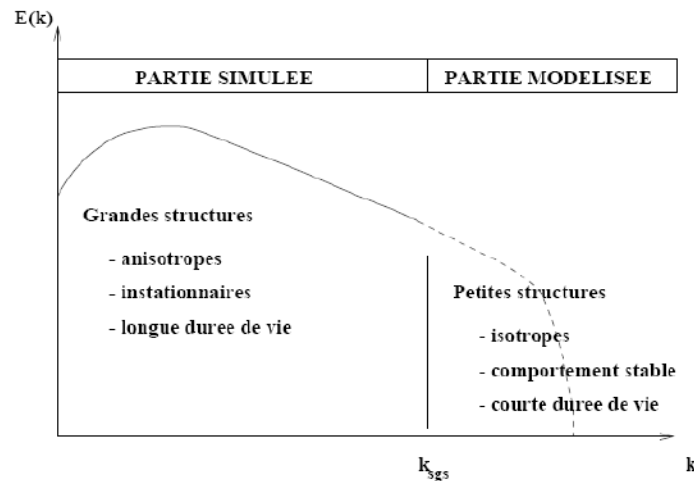 E(k)
PARTIE SIMULEE
PARTIE MODELISEE
Grandes structures
- anisotropes
- instationnaires
- longue duree de vie
Petites structures
- isotropes
- comportement stable
- courte duree de vie
k_sgs
k